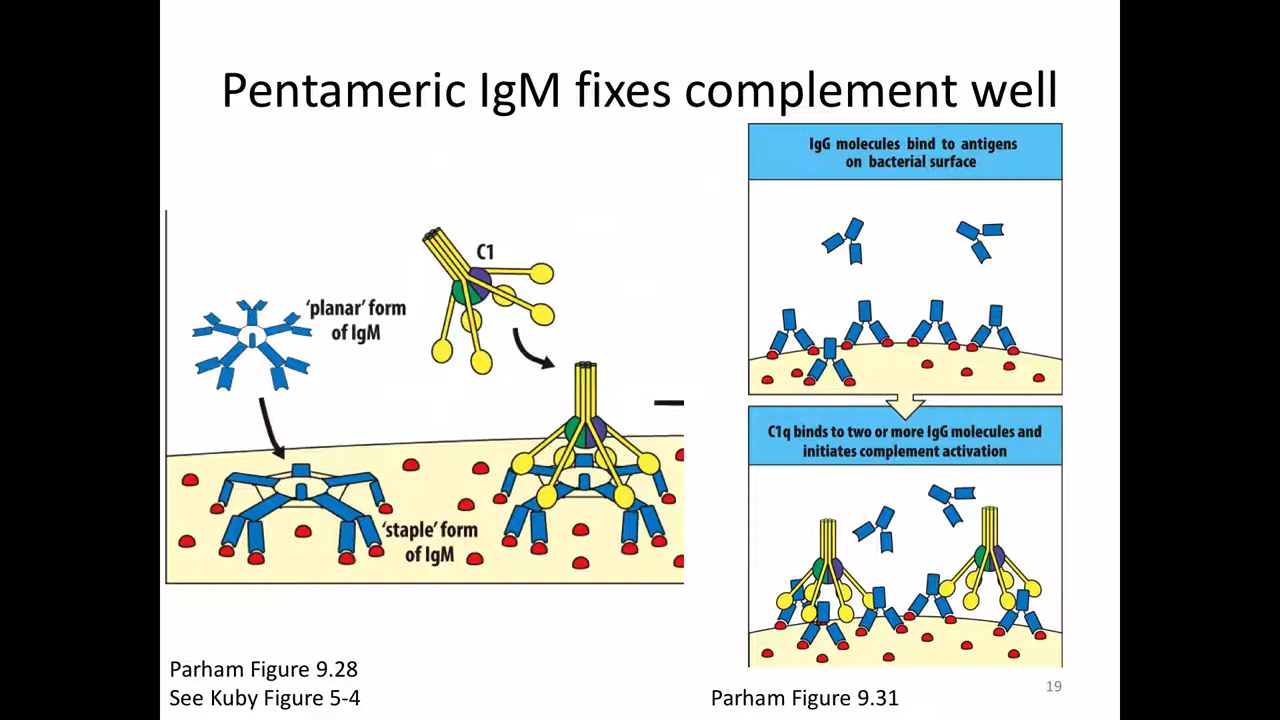 Pentameric IgM fixes complement well
C1
'planar' form
of IgM
'staple' form
of IgM
IgG molecules bind to antigens
on bacterial surface
C1q binds to two or more IgG molecules and
initiates complement activation
Parham Figure 9.28
See Kuby Figure 5-4
Parham Figure 9.31
19